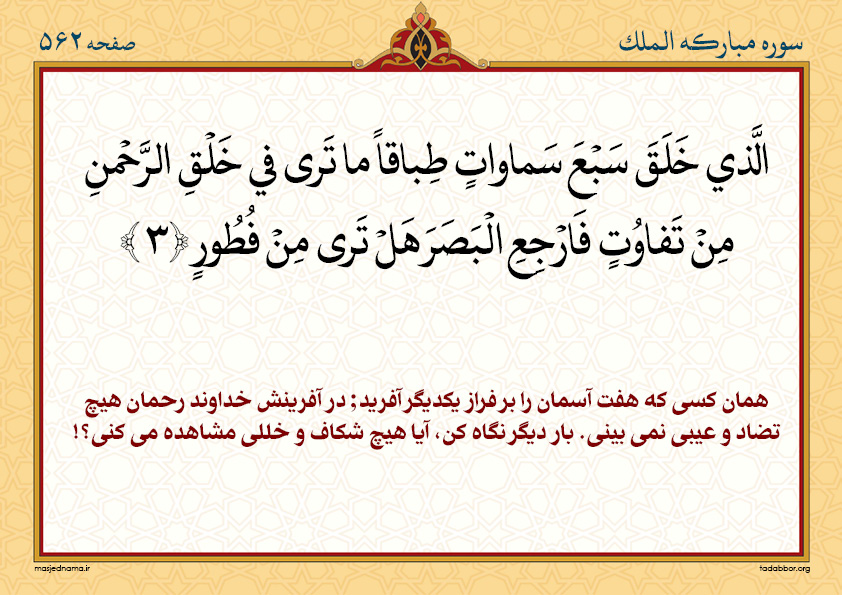 سوره مبارکه الملك
صفحه ۵۶۲
الَّذي خَلَقَ سَبْعَ سَماواتٍ طِباقاً ما تَرى في خَلْقِ الرَّحْمنِ
مِنْ تَفاوُتٍ فَارْجِعِ الْبَصَرَ هَلْ تَرى مِنْ فُطُورٍ ﴿۳﴾
همان کسی که هفت آسمان را بر فراز یکدیگر آفرید; در آفرینش خداوند رحمان هیچ
تضاد و عیبی نمی بینی. بار دیگر نگاه کن، آیا هیچ شکاف و خللی مشاهده می کنی؟!
masjednama.ir
tadabbor.org